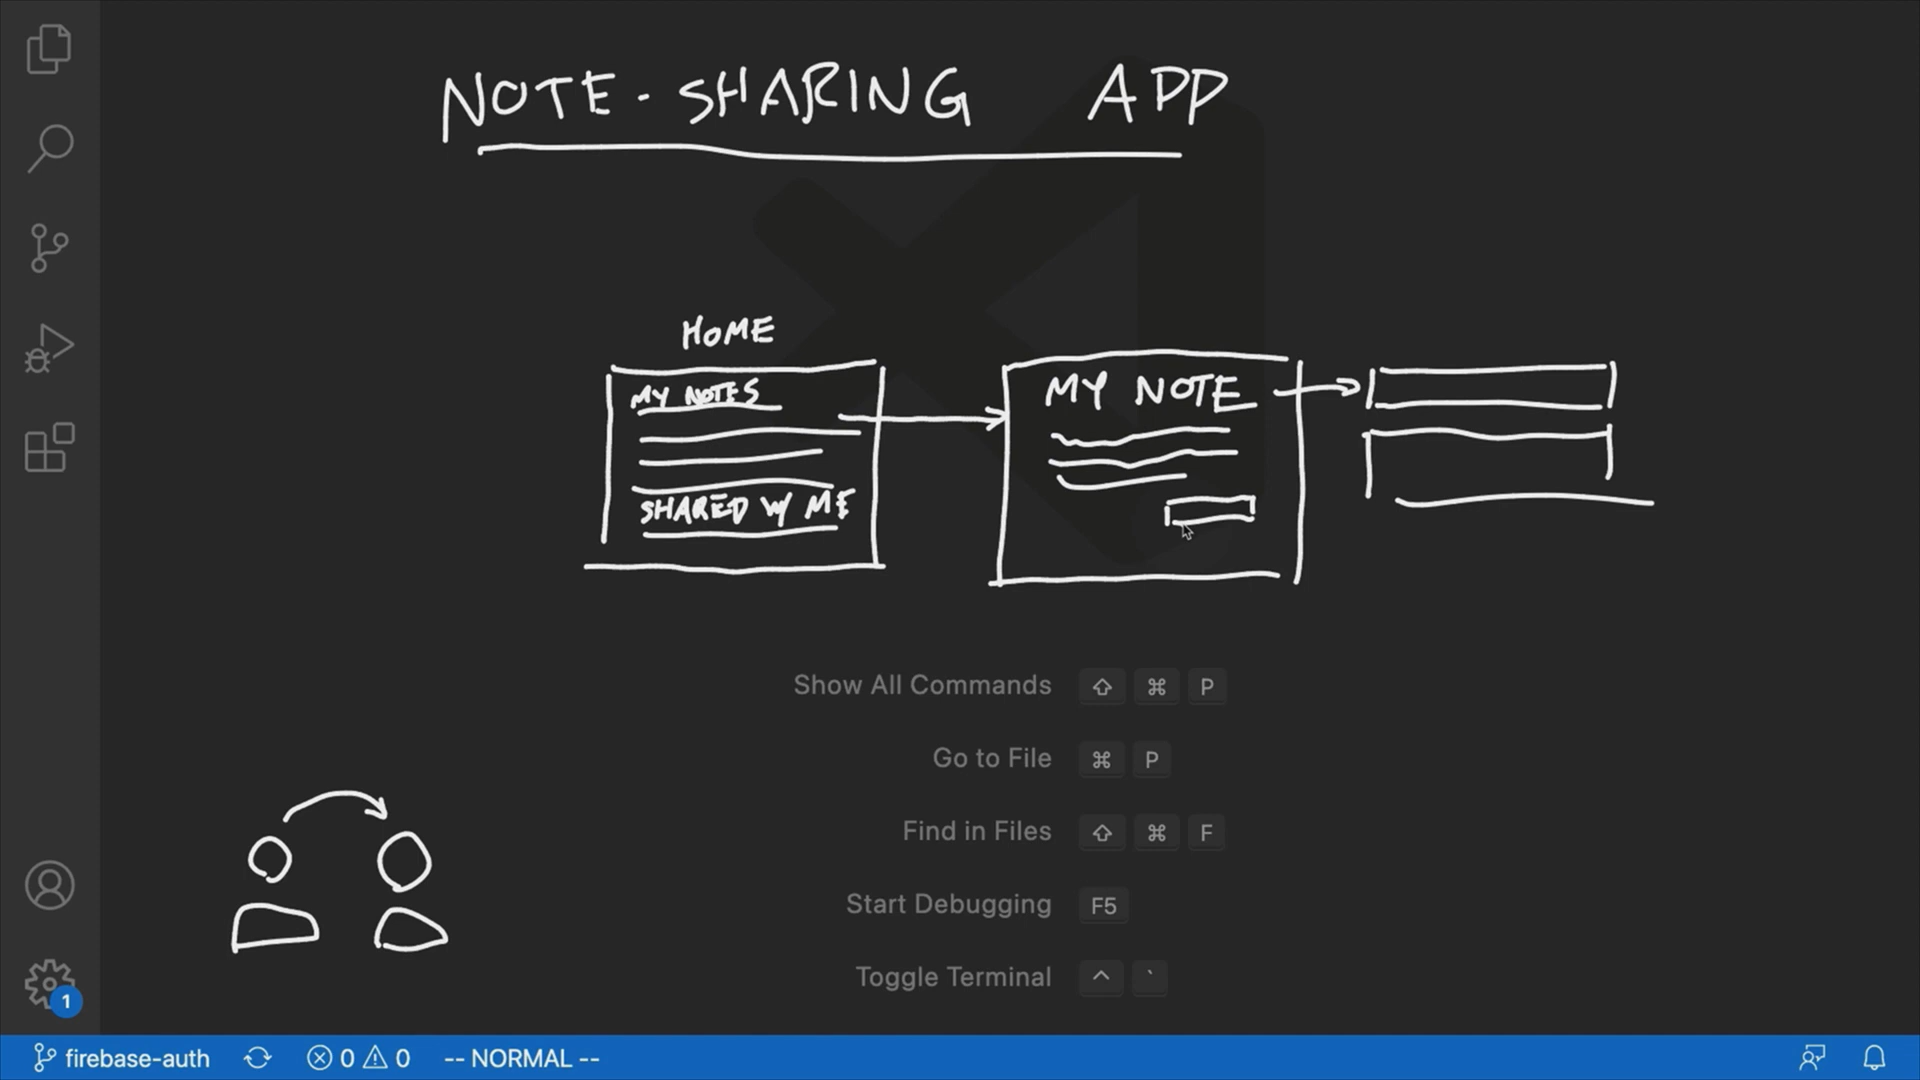 NOTE-SHARING APP
HOME
MY NOTES
SHARED W/ ME
MY NOTE
Show All Commands ⇧ ⌘ P
Go to File ⌘ P
Find in Files ⇧ ⌘ F
Start Debugging F5
Toggle Terminal ^ `
1
firebase-auth 0 0 -- NORMAL --